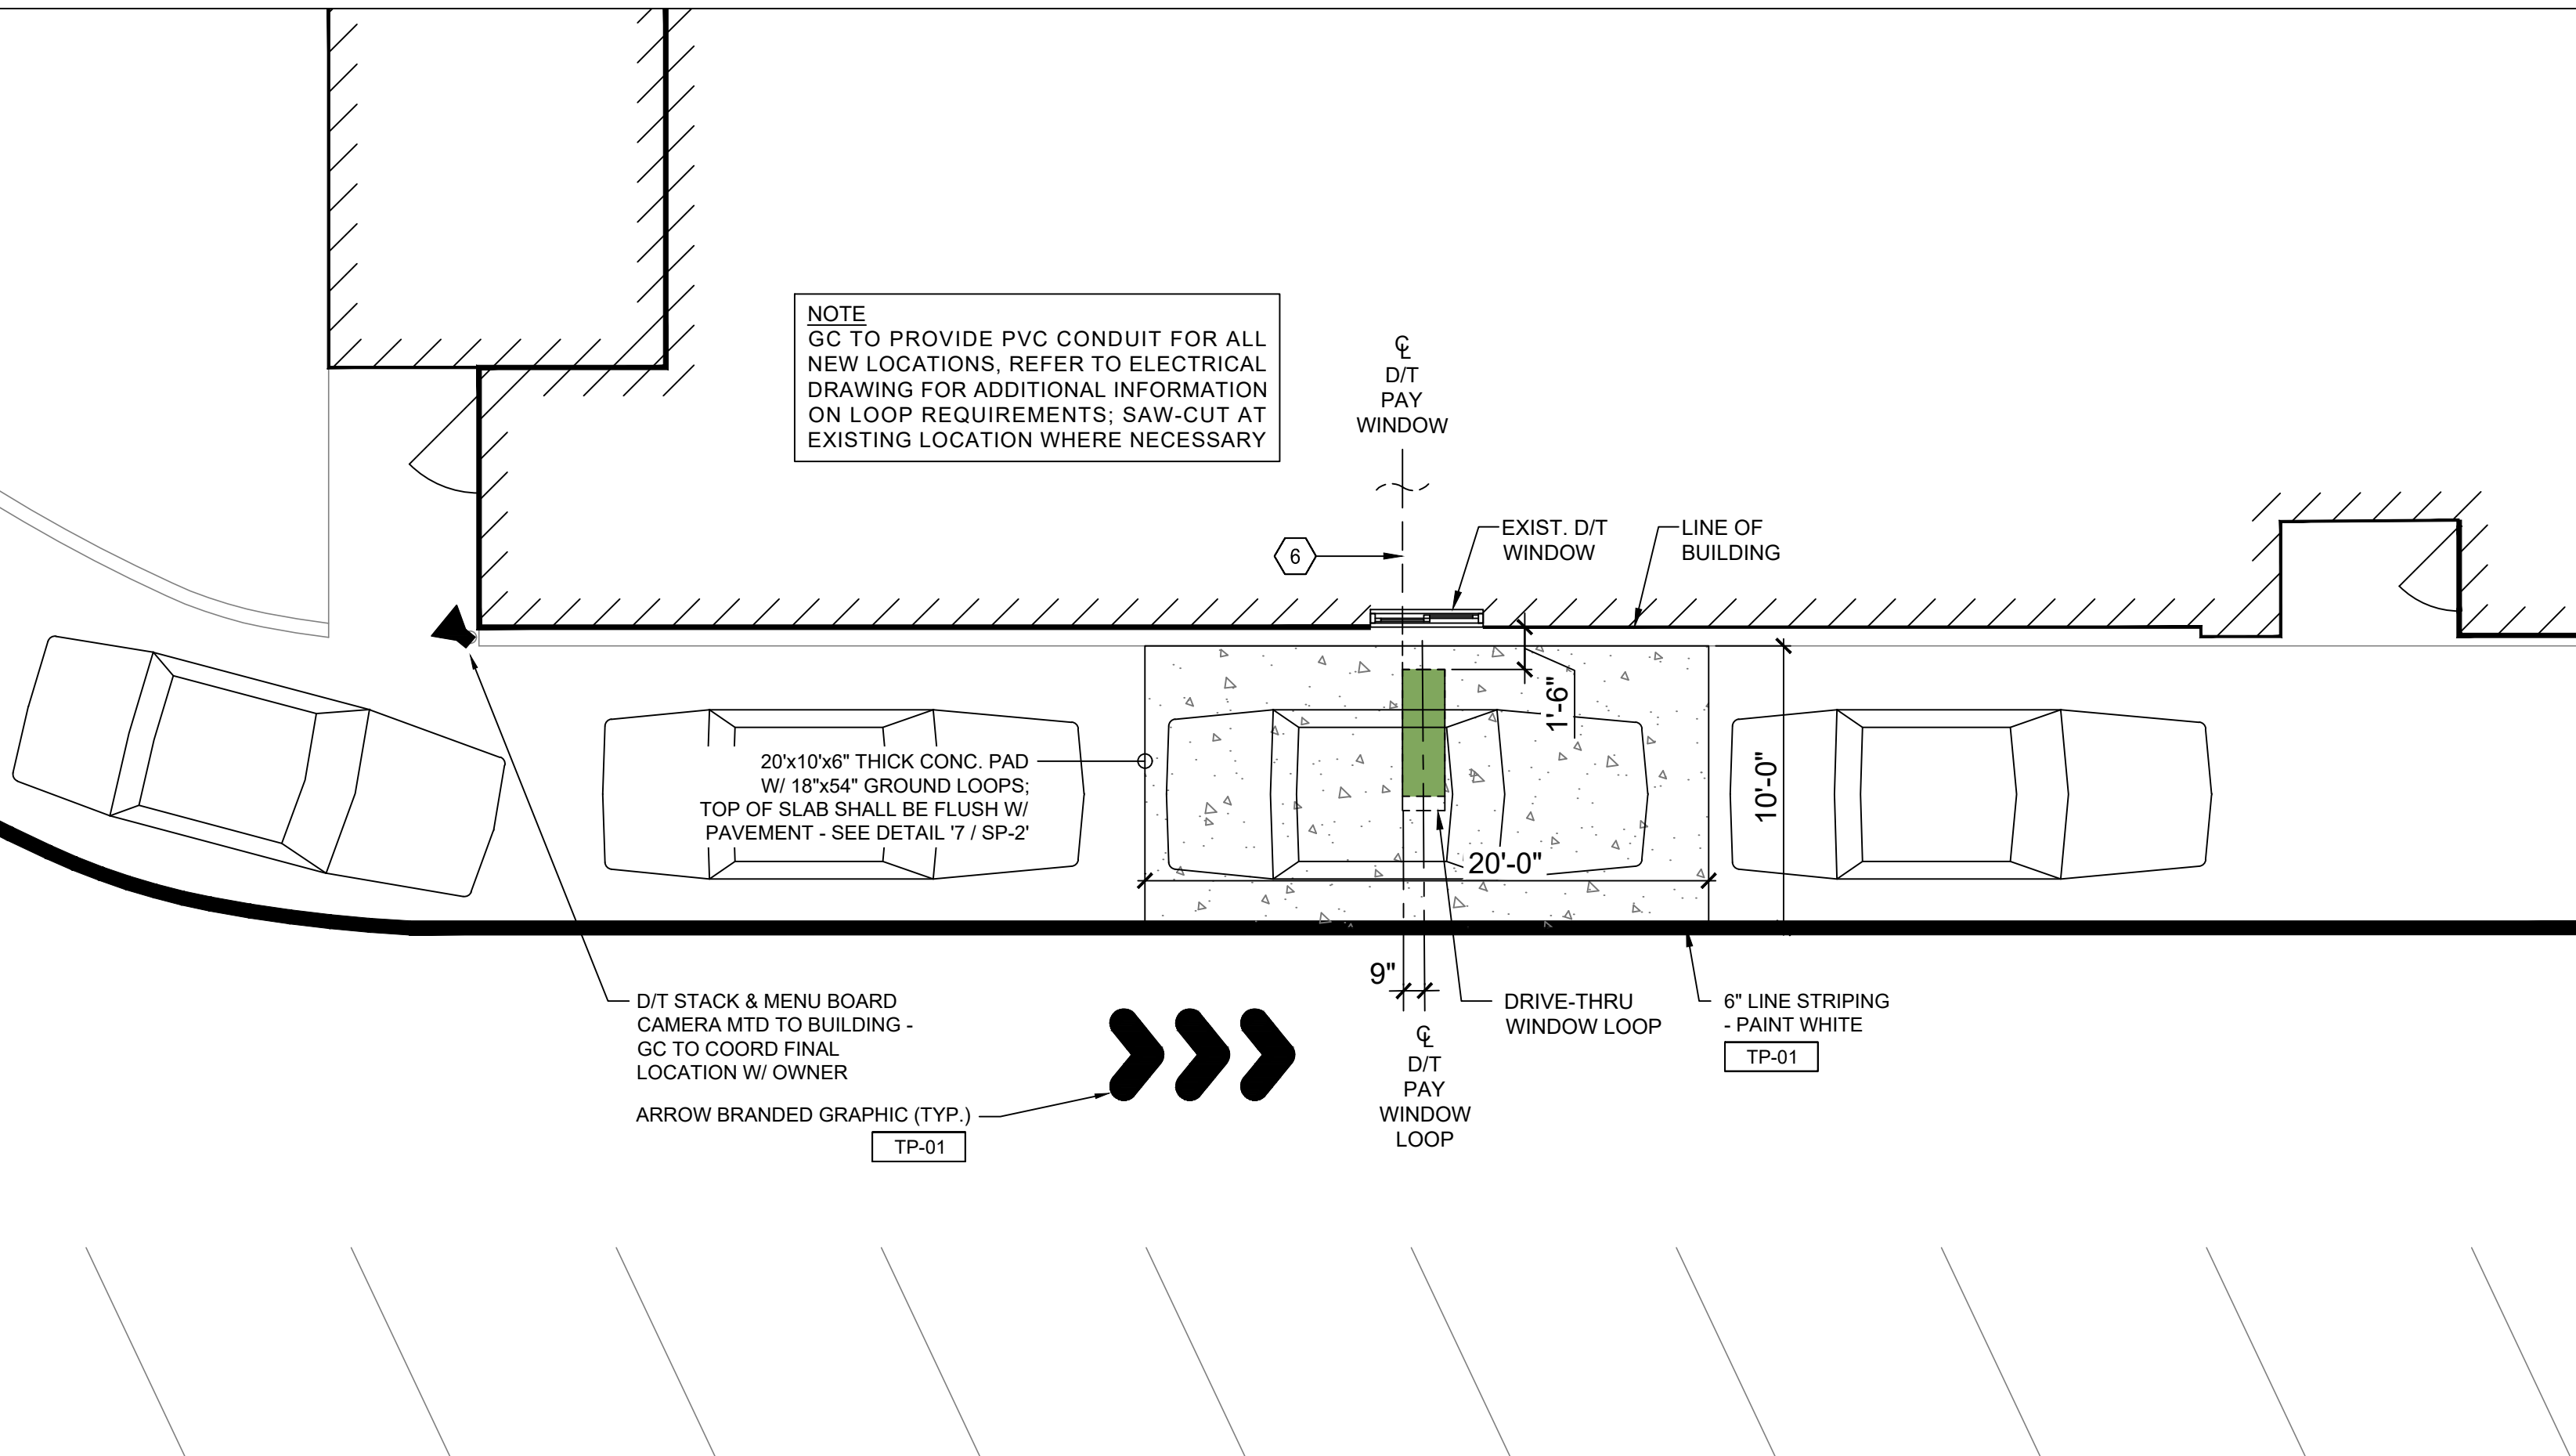 NOTE
GC TO PROVIDE PVC CONDUIT FOR ALL
NEW LOCATIONS, REFER TO ELECTRICAL
DRAWING FOR ADDITIONAL INFORMATION
ON LOOP REQUIREMENTS; SAW-CUT AT
EXISTING LOCATION WHERE NECESSARY
℄
D/T
PAY
WINDOW
6
EXIST. D/T
WINDOW
LINE OF
BUILDING
1'-6"
10'-0"
20'x10'x6" THICK CONC. PAD
W/ 18"x54" GROUND LOOPS;
TOP OF SLAB SHALL BE FLUSH W/
PAVEMENT - SEE DETAIL '7 / SP-2'
20'-0"
9"
D/T STACK & MENU BOARD
CAMERA MTD TO BUILDING -
GC TO COORD FINAL
LOCATION W/ OWNER
ARROW BRANDED GRAPHIC (TYP.)
TP-01
℄
D/T
PAY
WINDOW
LOOP
DRIVE-THRU
WINDOW LOOP
6" LINE STRIPING
- PAINT WHITE
TP-01